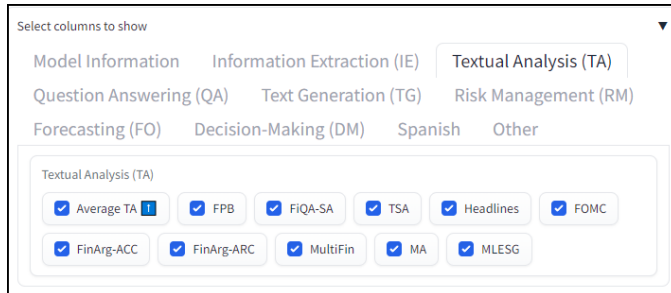 Select columns to show ▼
Model Information Information Extraction (IE) Textual Analysis (TA)
Question Answering (QA) Text Generation (TG) Risk Management (RM)
Forecasting (FO) Decision-Making (DM) Spanish Other
Textual Analysis (TA)
Average TA ⬆ FPB FiQA-SA TSA Headlines FOMC
FinArg-ACC FinArg-ARC MultiFin MA MLESG